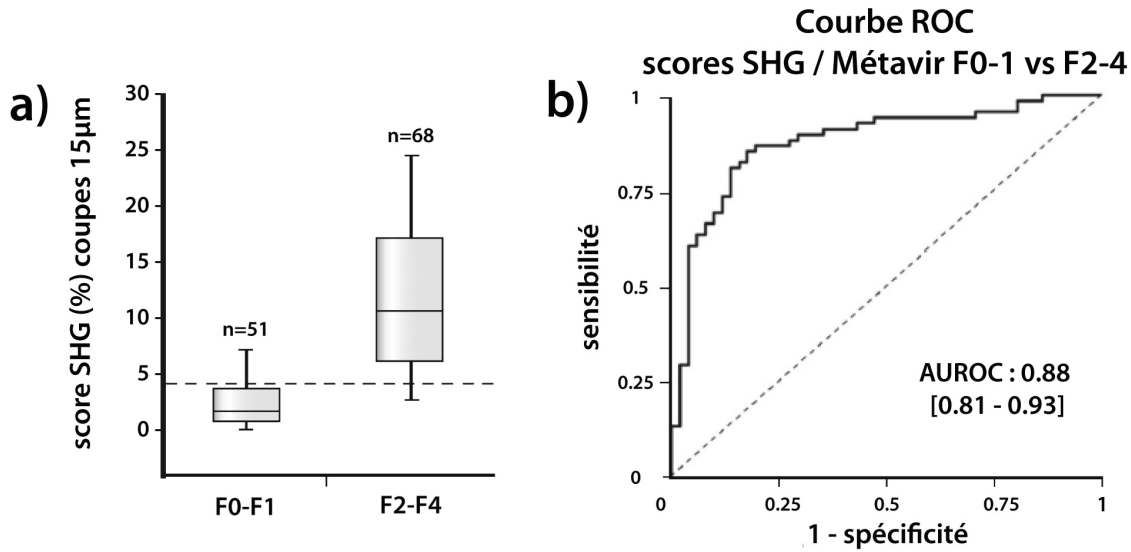 a)
score SHG (%) coupes 15µm
30
25
20
15
10
5
0
n=51
n=68
F0-F1
F2-F4
b)
Courbe ROC
scores SHG / Métavir F0-1 vs F2-4
sensibilité
1
0.75
0.5
0.25
0
0
0.25
0.5
0.75
1
1 - spécificité
AUROC : 0.88
[0.81 - 0.93]